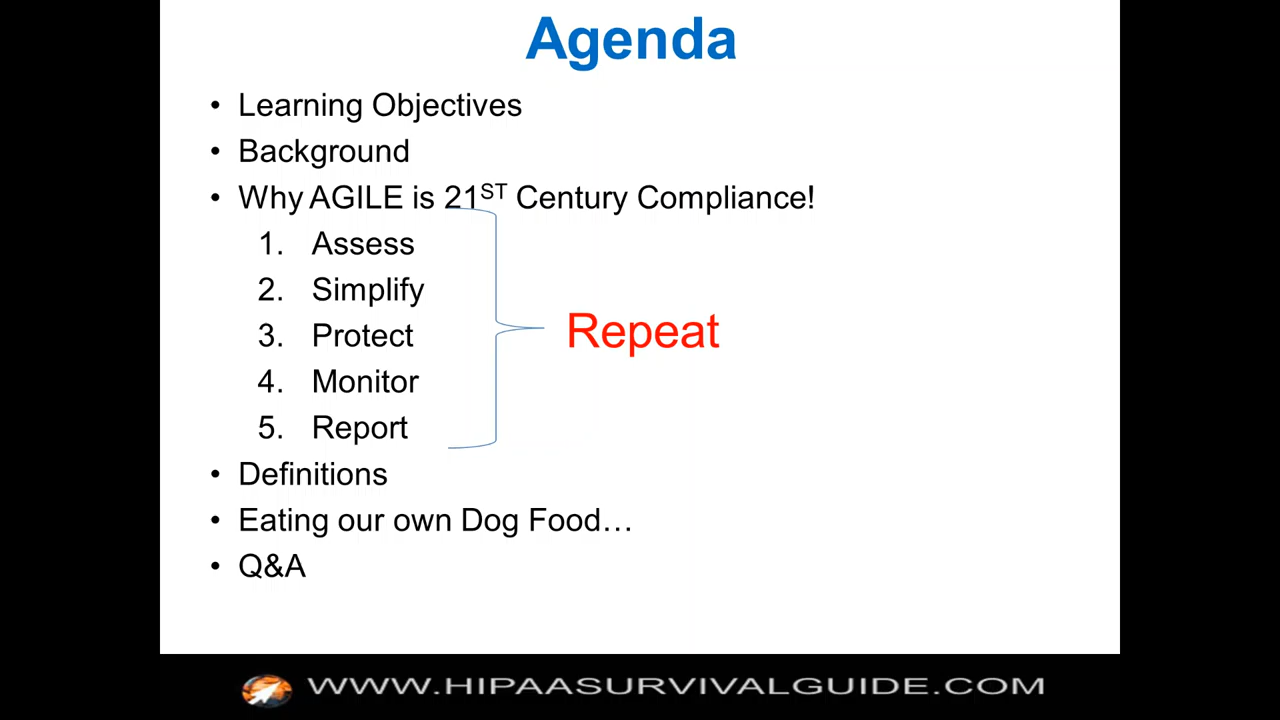 Agenda
• Learning Objectives
• Background
• Why AGILE is 21ST Century Compliance!
1. Assess
2. Simplify
3. Protect
4. Monitor
5. Report
Repeat
• Definitions
• Eating our own Dog Food…
• Q&A
WWW.HIPAASURVIVALGUIDE.COM